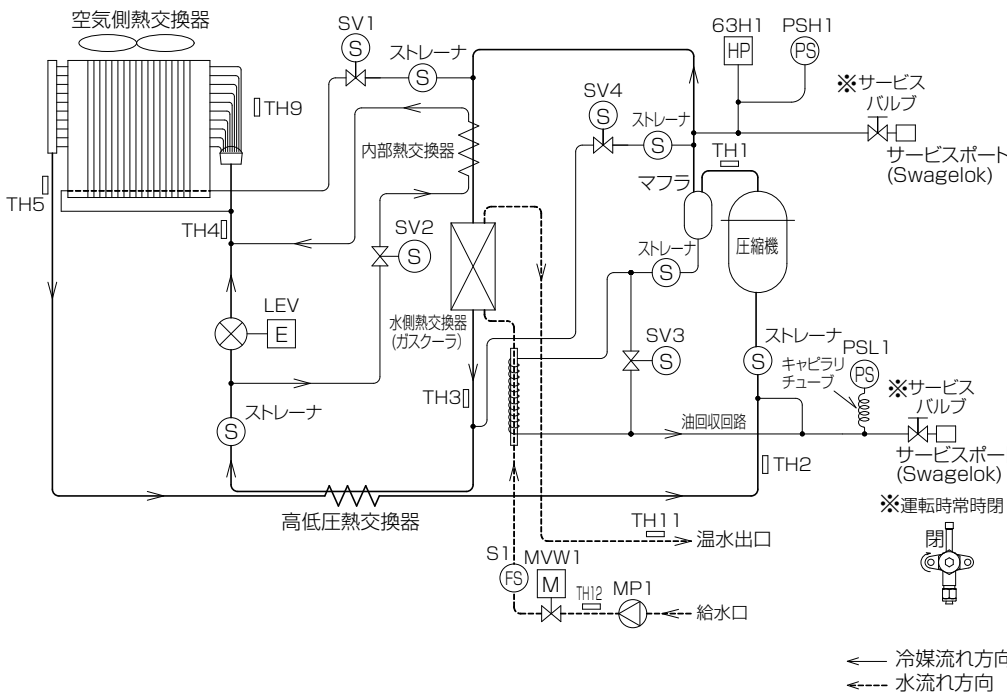 空気側熱交換器
SV1
S
ストレーナ
S
63H1
HP
PSH1
PS
※サービス
バルブ
サービスポート
(Swagelok)
TH9
SV4
S
ストレーナ
S
内部熱交換器
TH1
マフラ
TH5
TH4
SV2
S
ストレーナ
S
圧縮機
LEV
E
水側熱交換器
(ガスクーラ)
SV3
S
ストレーナ
S
キャピラリ
チューブ
PSL1
PS
※サービス
バルブ
TH3
ストレーナ
S
油回収回路
サービスポー
(Swagelok)
TH2
※運転時常時閉
高低圧熱交換器
TH11
温水出口
閉
S1
FS
MVW1
M
TH12
MP1
給水口
冷媒流れ方向
水流れ方向